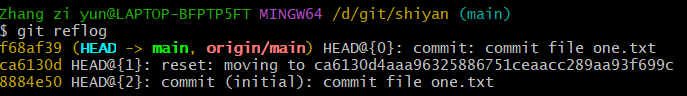 Zhang zi yun@LAPTOP-BFPTP5FT MINGW64 /d/git/shiyan (main)
$ git reflog
f68af39 (HEAD -> main, origin/main) HEAD@{0}: commit: commit file one.txt
ca6130d HEAD@{1}: reset: moving to ca6130d4aaa96325886751ceaacc289aa93f699c
8884e50 HEAD@{2}: commit (initial): commit file one.txt